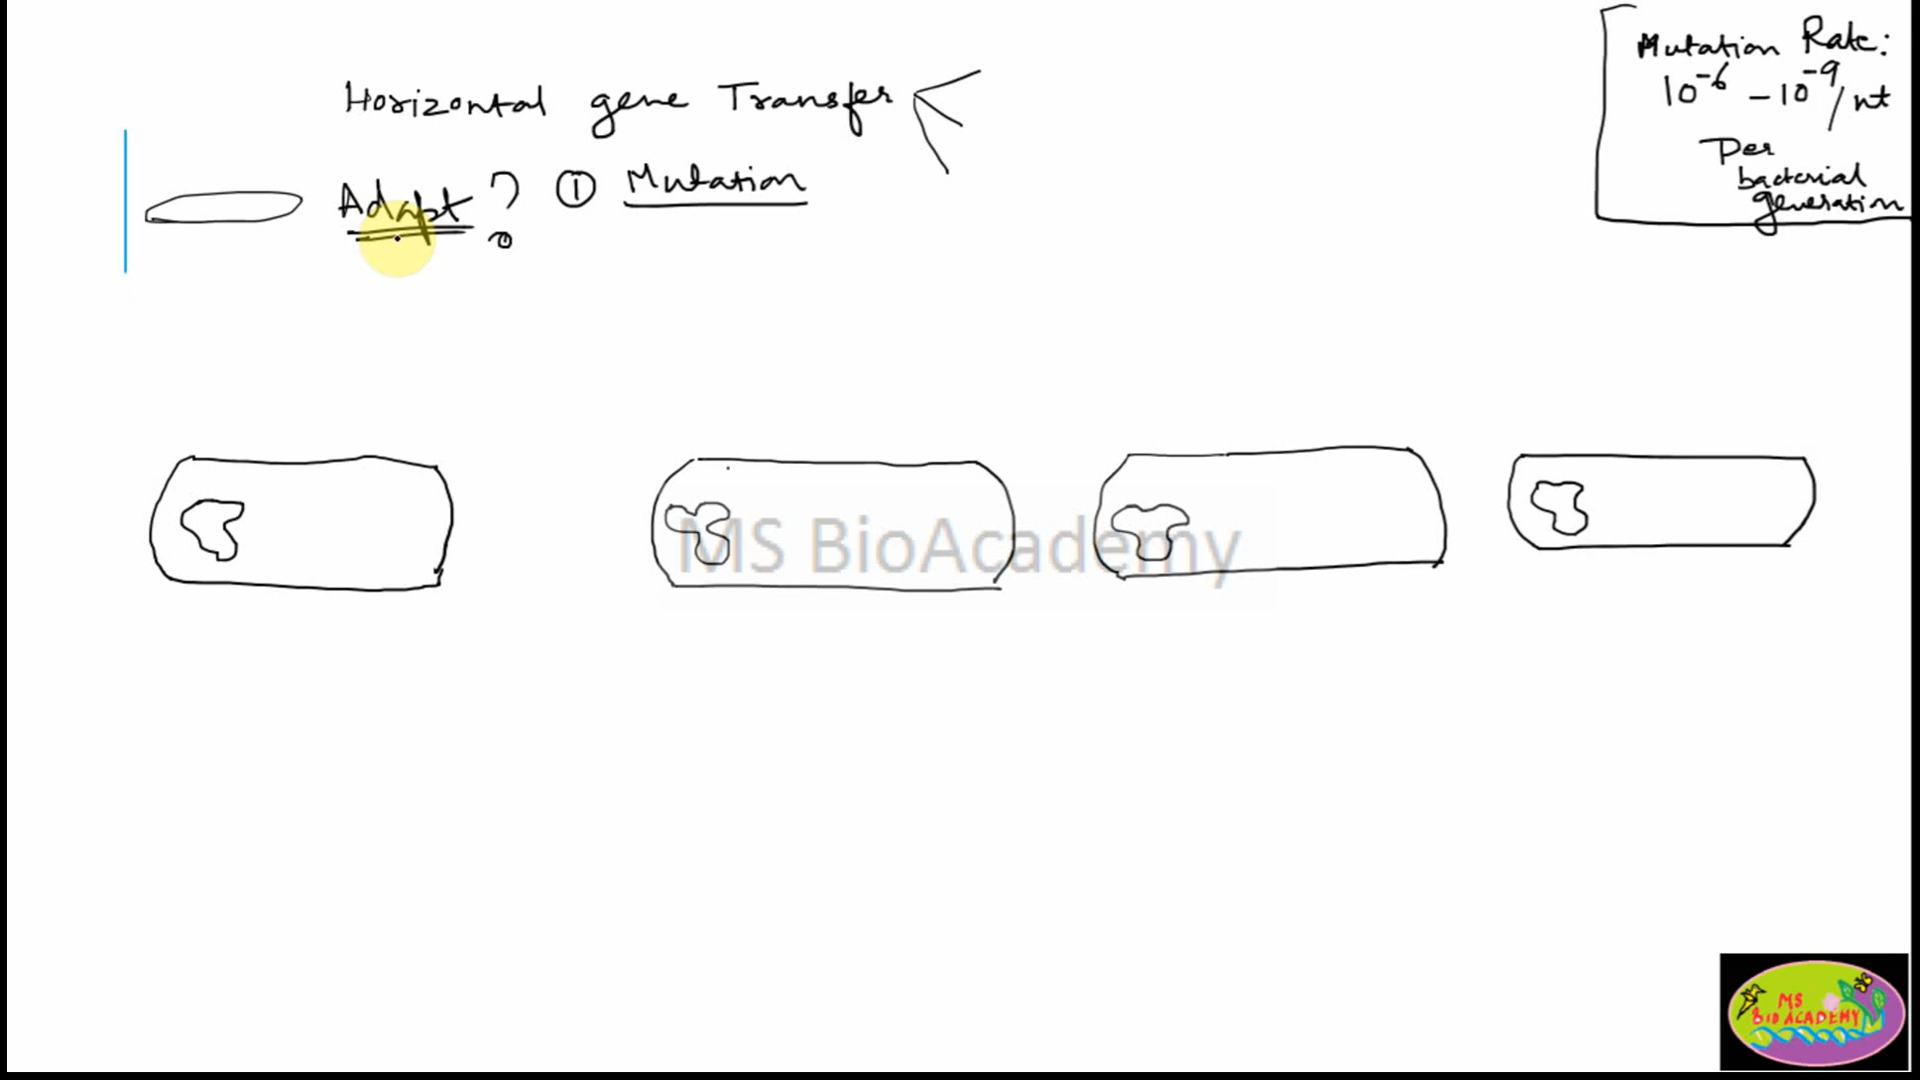 Horizontal gene Transfer
Adapt ? ① Mutation
Mutation Rate:
10⁻⁶ – 10⁻⁹/nt
Per
bacterial
generation
MS BioAcademy
MS
BIO ACADEMY